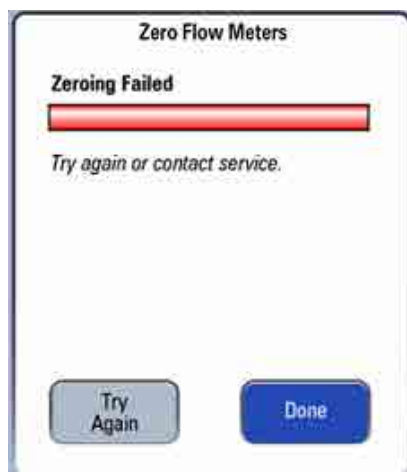 Zero Flow Meters
Zeroing Failed
Try again or contact service.
Try
Again
Done